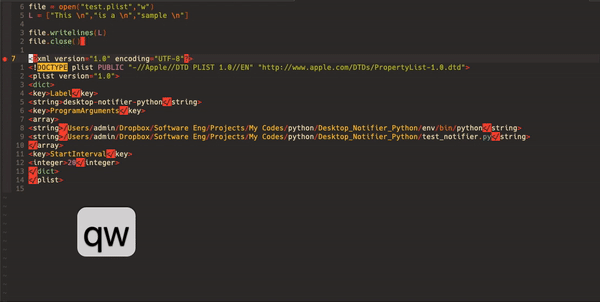 6 file = open("test.plist","w")
5 L = ["This \n","is a \n","sample \n"]
4
3 file.writelines(L)
2 file.close()
1
7 <?xml version="1.0" encoding="UTF-8"?>
1 <!DOCTYPE plist PUBLIC "-//Apple//DTD PLIST 1.0//EN" "http://www.apple.com/DTDs/PropertyList-1.0.dtd">
2 <plist version="1.0">
3 <dict>
4 <key>Label</key>
5 <string>desktop-notifier-python</string>
6 <key>ProgramArguments</key>
7 <array>
8 <string>/Users/admin/Dropbox/Software Eng/Projects/My Codes/python/Desktop_Notifier_Python/env/bin/python</string>
9 <string>/Users/admin/Dropbox/Software Eng/Projects/My Codes/python/Desktop_Notifier_Python/test_notifier.py</string>
10 </array>
11 <key>StartInterval</key>
12 <integer>20</integer>
13 </dict>
14 </plist>
15
qw